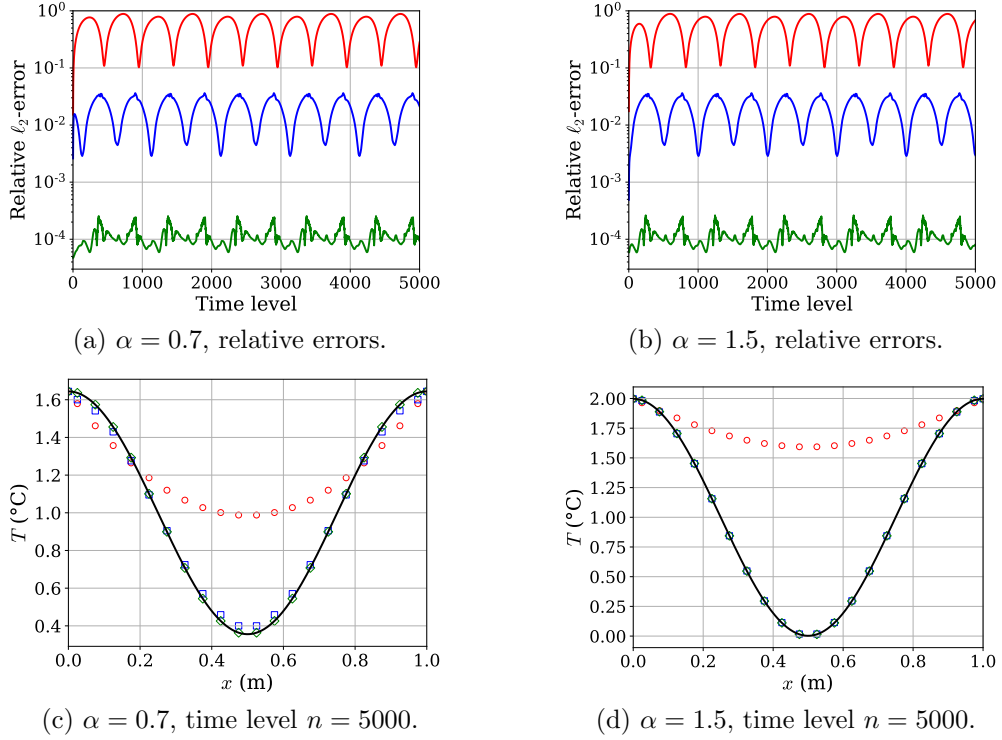 10⁰
10⁻¹
10⁻²
10⁻³
10⁻⁴
Relative ℓ₂-error
0 1000 2000 3000 4000 5000
Time level
(a) α = 0.7, relative errors.
10⁰
10⁻¹
10⁻²
10⁻³
10⁻⁴
Relative ℓ₂-error
0 1000 2000 3000 4000 5000
Time level
(b) α = 1.5, relative errors.
1.6
1.4
1.2
1.0
0.8
0.6
0.4
T (°C)
0.0 0.2 0.4 0.6 0.8 1.0
x (m)
(c) α = 0.7, time level n = 5000.
2.00
1.75
1.50
1.25
1.00
0.75
0.50
0.25
0.00
T (°C)
0.0 0.2 0.4 0.6 0.8 1.0
x (m)
(d) α = 1.5, time level n = 5000.